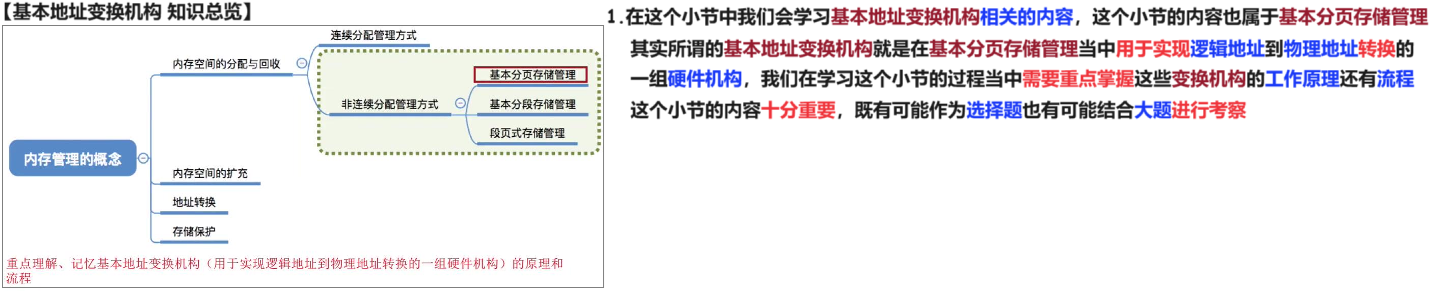 【基本地址变换机构 知识总览】
连续分配管理方式
内存空间的分配与回收
基本分页存储管理
非连续分配管理方式
基本分段存储管理
段页式存储管理
内存管理的概念
内存空间的扩充
地址转换
存储保护
重点理解、记忆基本地址变换机构（用于实现逻辑地址到物理地址转换的一组硬件机构）的原理和
流程
1.在这个小节中我们会学习基本地址变换机构相关的内容，这个小节的内容也属于基本分页存储管理
其实所谓的基本地址变换机构就是在基本分页存储管理当中用于实现逻辑地址到物理地址转换的
一组硬件机构，我们在学习这个小节的过程当中需要重点掌握这些变换机构的工作原理还有流程
这个小节的内容十分重要，既有可能作为选择题也有可能结合大题进行考察